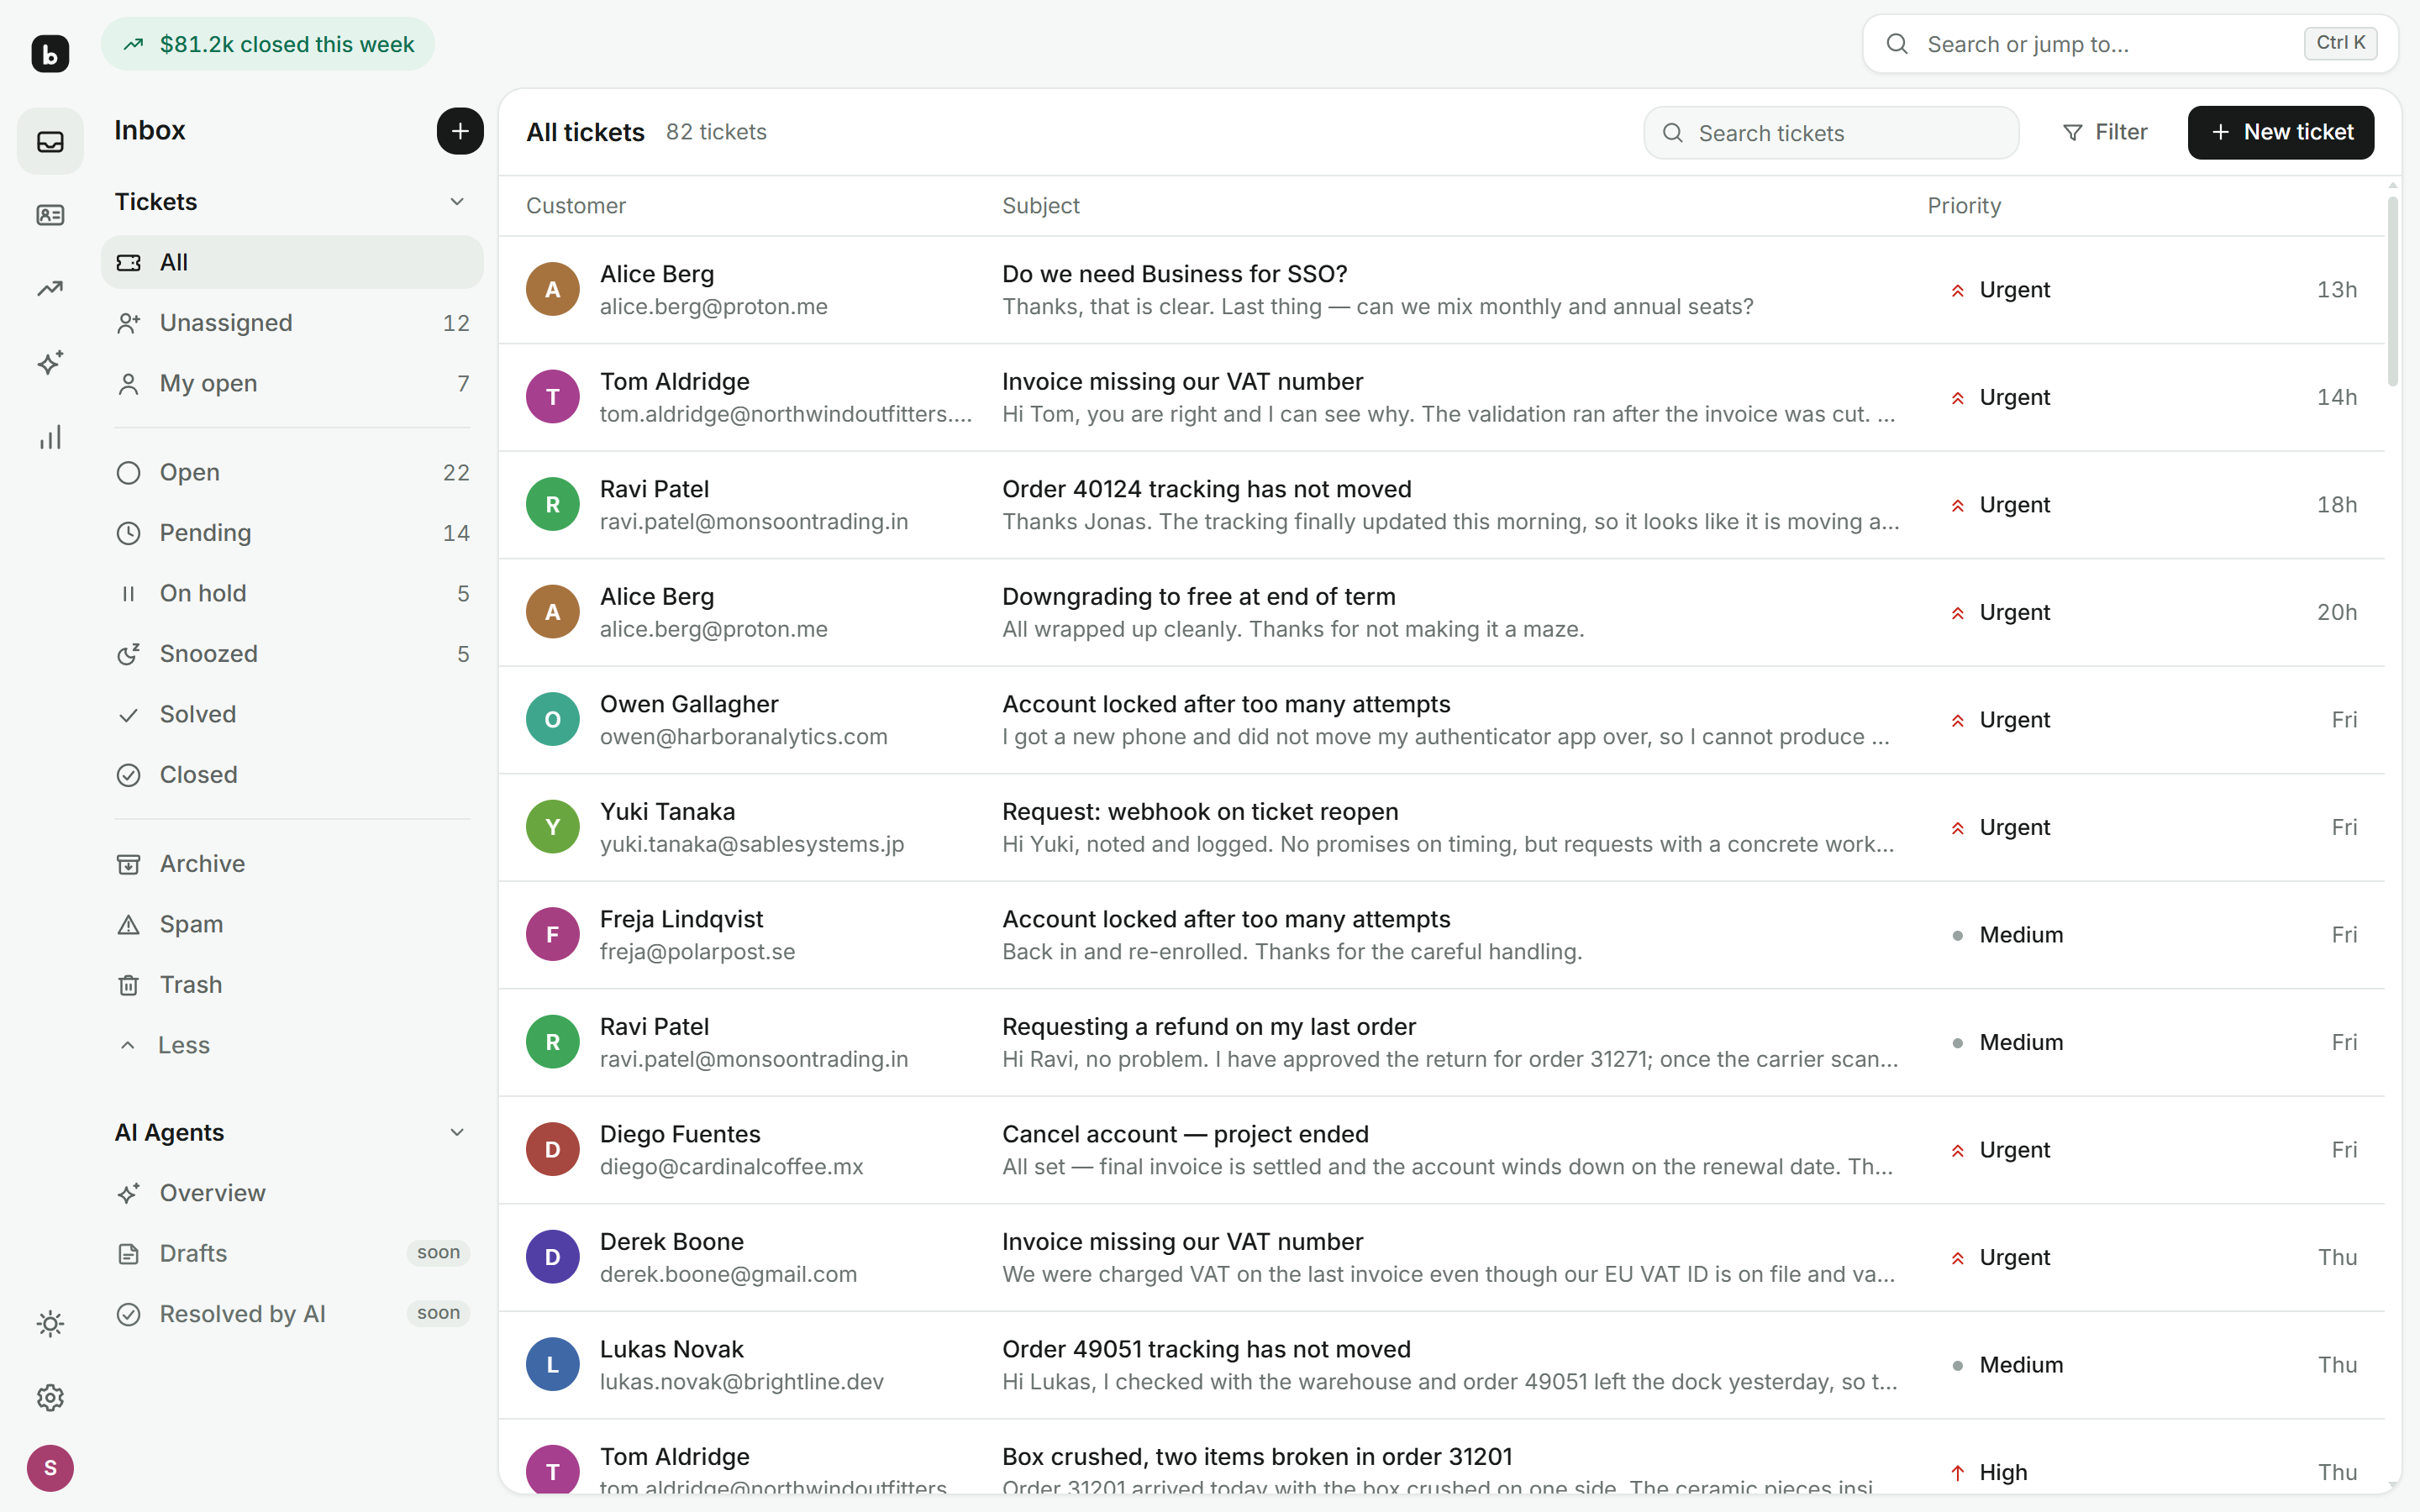 b
$81.2k closed this week
Search or jump to...
Ctrl K
Inbox
Tickets
All
Unassigned 12
My open 7
Open 22
Pending 14
On hold 5
Snoozed 5
Solved
Closed
Archive
Spam
Trash
Less
AI Agents
Overview
Drafts soon
Resolved by AI soon
S
All tickets 82 tickets
Search tickets
Filter
New ticket
Customer Subject Priority
A Alice Berg Do we need Business for SSO? Urgent 13h
alice.berg@proton.me Thanks, that is clear. Last thing — can we mix monthly and annual seats?
T Tom Aldridge Invoice missing our VAT number Urgent 14h
tom.aldridge@northwindoutfitters.... Hi Tom, you are right and I can see why. The validation ran after the invoice was cut. ...
R Ravi Patel Order 40124 tracking has not moved Urgent 18h
ravi.patel@monsoontrading.in Thanks Jonas. The tracking finally updated this morning, so it looks like it is moving a...
A Alice Berg Downgrading to free at end of term Urgent 20h
alice.berg@proton.me All wrapped up cleanly. Thanks for not making it a maze.
O Owen Gallagher Account locked after too many attempts Urgent Fri
owen@harboranalytics.com I got a new phone and did not move my authenticator app over, so I cannot produce ...
Y Yuki Tanaka Request: webhook on ticket reopen Urgent Fri
yuki.tanaka@sablesystems.jp Hi Yuki, noted and logged. No promises on timing, but requests with a concrete work...
F Freja Lindqvist Account locked after too many attempts Medium Fri
freja@polarpost.se Back in and re-enrolled. Thanks for the careful handling.
R Ravi Patel Requesting a refund on my last order Medium Fri
ravi.patel@monsoontrading.in Hi Ravi, no problem. I have approved the return for order 31271; once the carrier scan...
D Diego Fuentes Cancel account — project ended Urgent Fri
diego@cardinalcoffee.mx All set — final invoice is settled and the account winds down on the renewal date. Th...
D Derek Boone Invoice missing our VAT number Urgent Thu
derek.boone@gmail.com We were charged VAT on the last invoice even though our EU VAT ID is on file and va...
L Lukas Novak Order 49051 tracking has not moved Medium Thu
lukas.novak@brightline.dev Hi Lukas, I checked with the warehouse and order 49051 left the dock yesterday, so t...
T Tom Aldridge Box crushed, two items broken in order 31201 High Thu
tom.aldridge@northwindoutfitters.... Order 31201 arrived today with the box crushed on one side. The ceramic pieces insi...